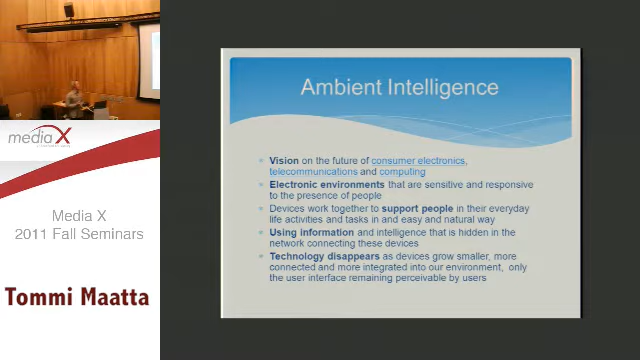 Ambient Intelligence
Vision on the future of consumer electronics,
telecommunications and computing
Electronic environments that are sensitive and responsive
to the presence of people
Devices work together to support people in their everyday
life activities and tasks in and easy and natural way
Using information and intelligence that is hidden in the
network connecting these devices
Technology disappears as devices grow smaller, more
connected and more integrated into our environment, only
the user interface remaining perceivable by users
media X
Media X
2011 Fall Seminars
Tommi Maatta